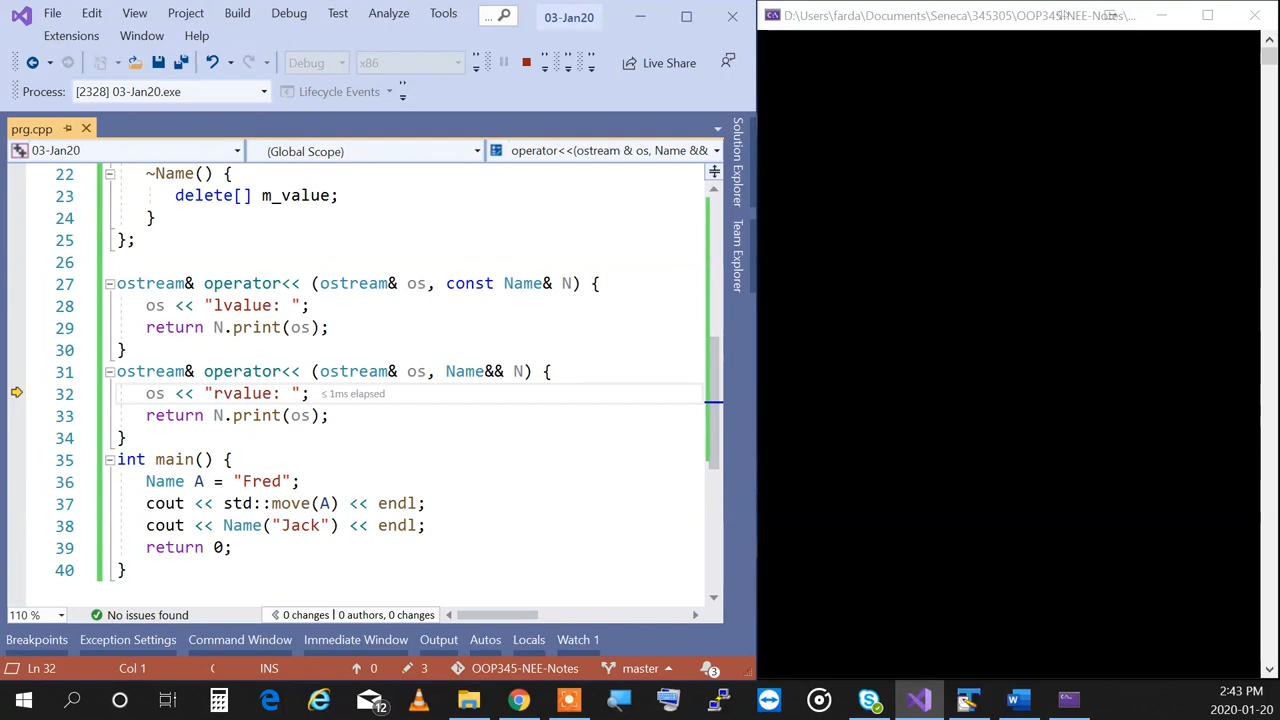 File Edit View Project Build Debug Test Analyze Tools ... 03-Jan20
Extensions Window Help
Debug x86 Live Share
Process: [2328] 03-Jan20.exe Lifecycle Events
prg.cpp
03-Jan20 (Global Scope) operator<<(ostream & os, Name &&
22 ~Name() {
23 delete[] m_value;
24 }
25 };
26
27 ostream& operator<< (ostream& os, const Name& N) {
28 os << "lvalue: ";
29 return N.print(os);
30 }
31 ostream& operator<< (ostream& os, Name&& N) {
32 os << "rvalue: "; ≤ 1ms elapsed
33 return N.print(os);
34 }
35 int main() {
36 Name A = "Fred";
37 cout << std::move(A) << endl;
38 cout << Name("Jack") << endl;
39 return 0;
40 }
110 % No issues found 0 changes | 0 authors, 0 changes
Breakpoints Exception Settings Command Window Immediate Window Output Autos Locals Watch 1
Ln 32 Col 1 INS 0 3 OOP345-NEE-Notes master 3
Solution Explorer
Team Explorer
D:\Users\farda\Documents\Seneca\345305\OOP345-NEE-Notes\...
12
2:43 PM
2020-01-20